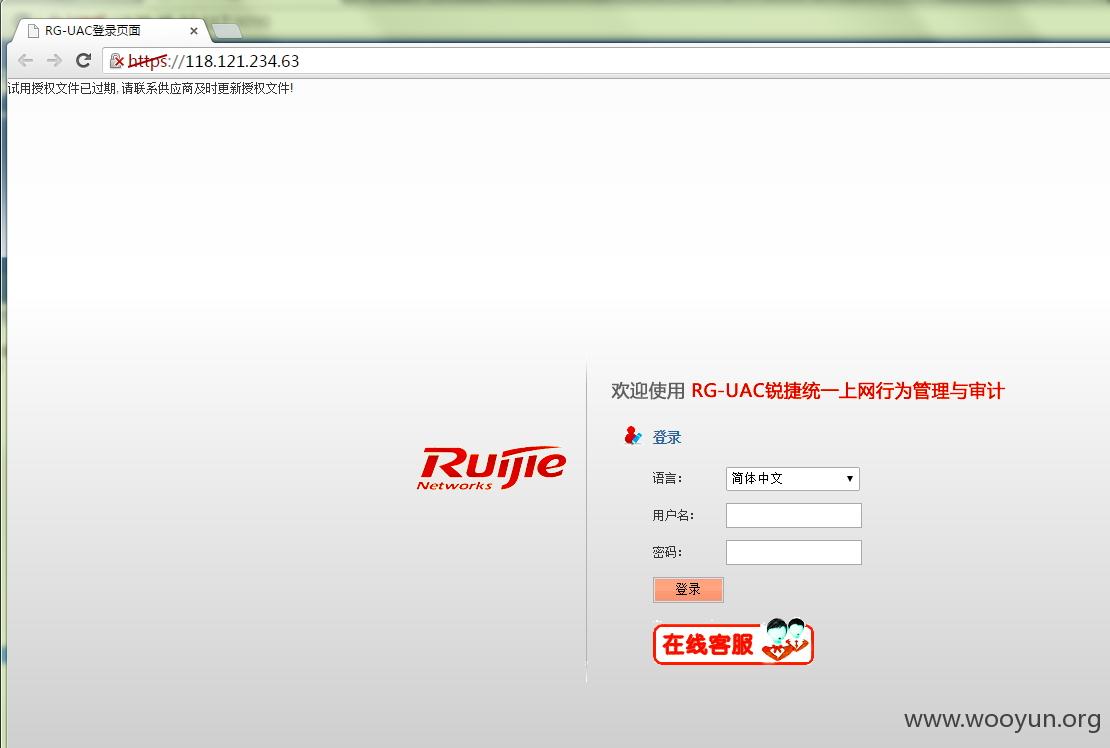 RG-UAC登录页面
https://118.121.234.63
试用授权文件已过期, 请联系供应商及时更新授权文件!
欢迎使用 RG-UAC锐捷统一上网行为管理与审计
登录
Ruijie
Networks
语言：
简体中文
用户名：
密码：
登录
在线客服
www.wooyun.org